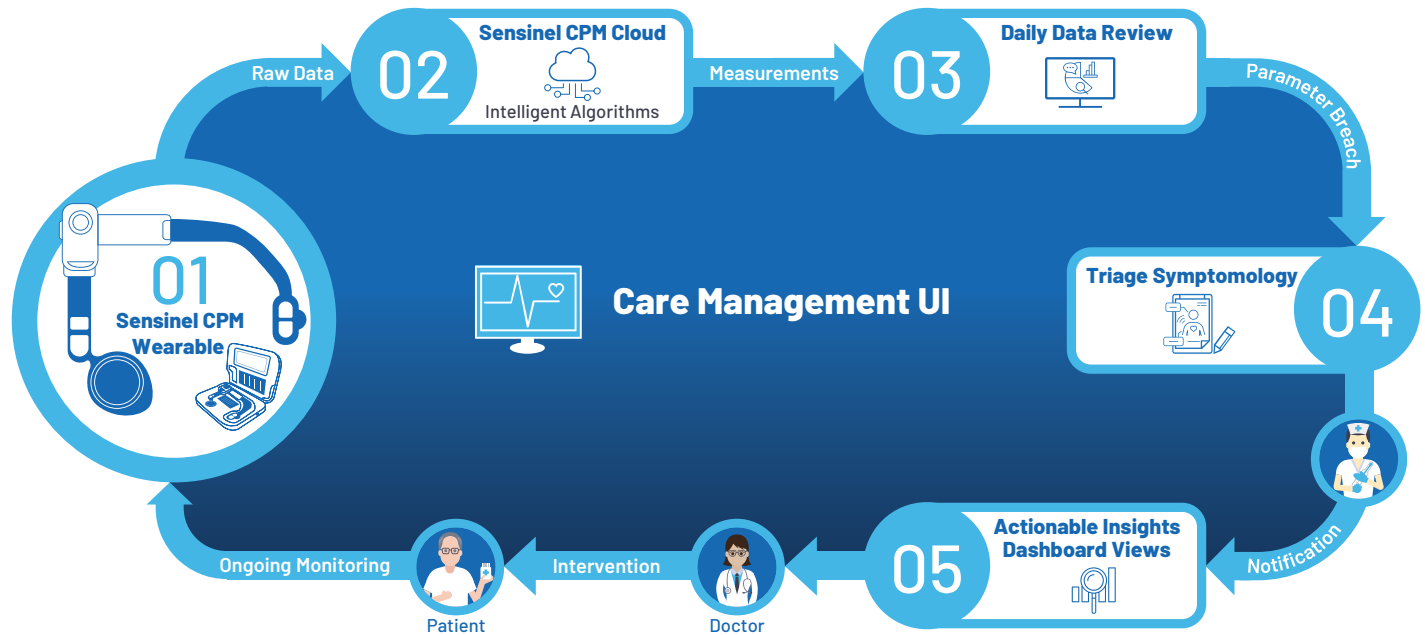 Raw Data
02
Sensinel CPM Cloud
Intelligent Algorithms
Measurements
03
Daily Data Review
Parameter Breach
01
Sensinel CPM
Wearable
Care Management UI
Triage Symptomology
04
Notification
05
Actionable Insights
Dashboard Views
Doctor
Intervention
Patient
Ongoing Monitoring